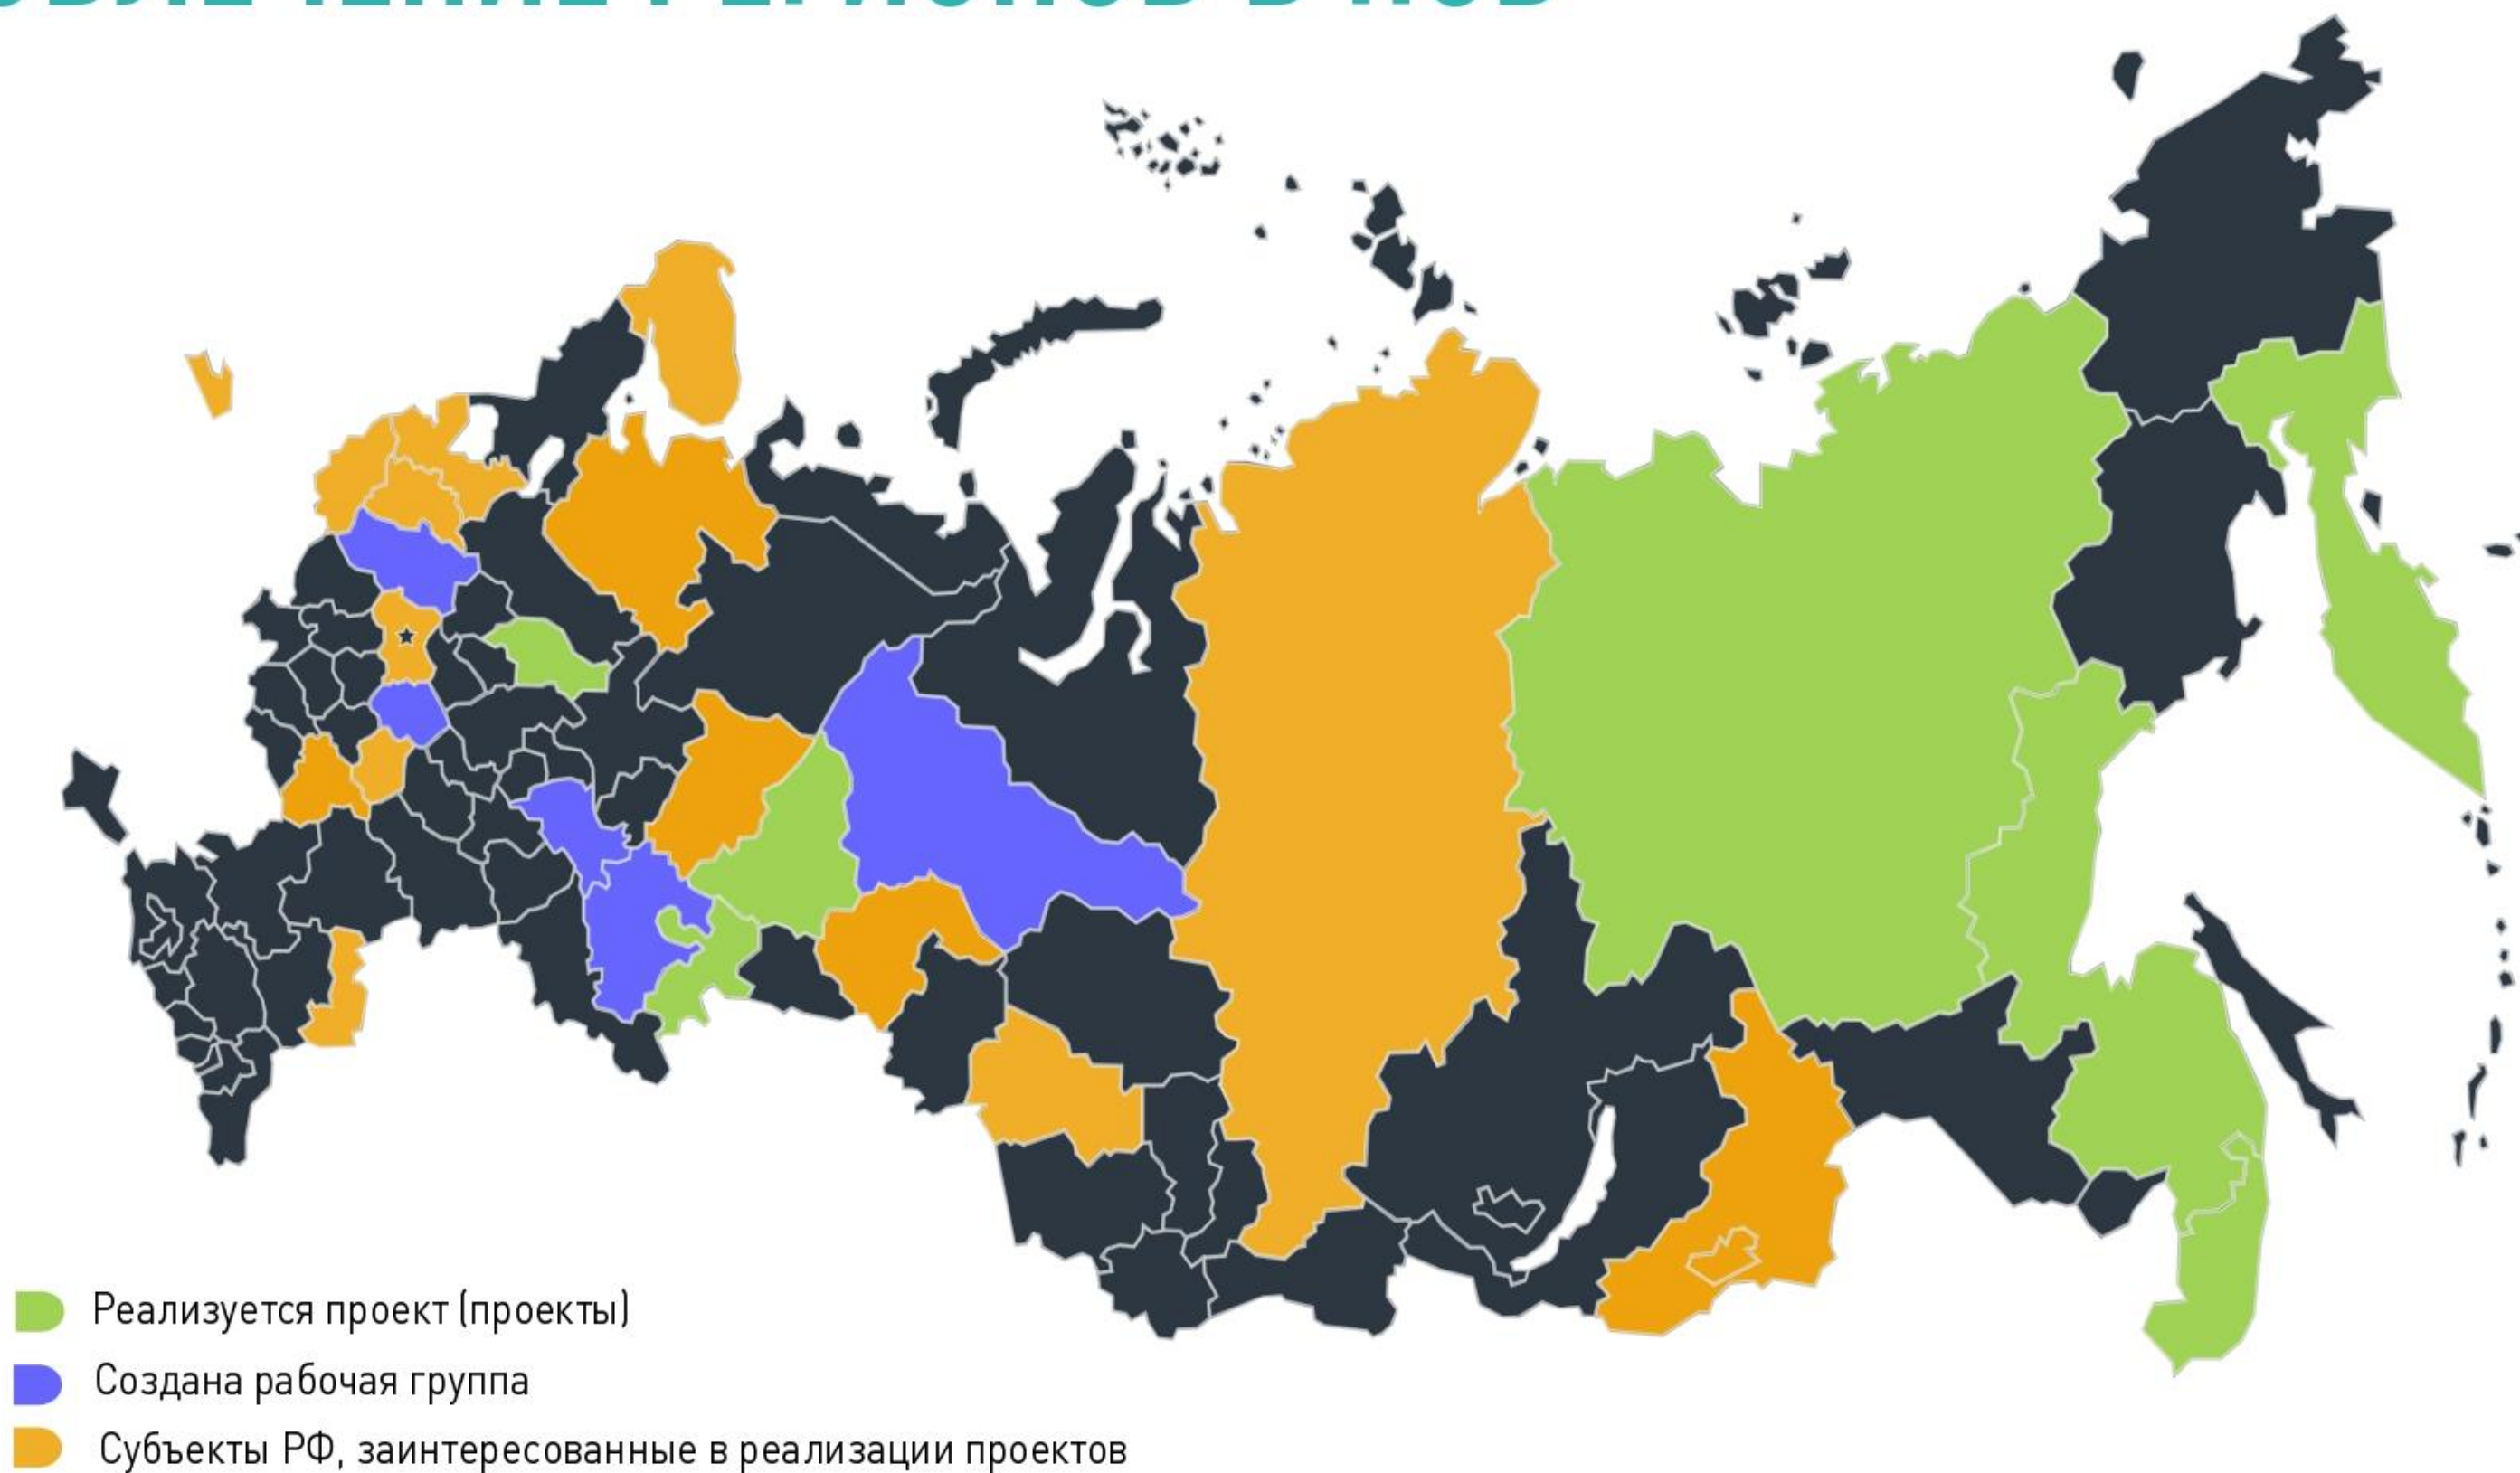 Реализуется проект (проекты)
Создана рабочая группа
Субъекты РФ, заинтересованные в реализации проектов